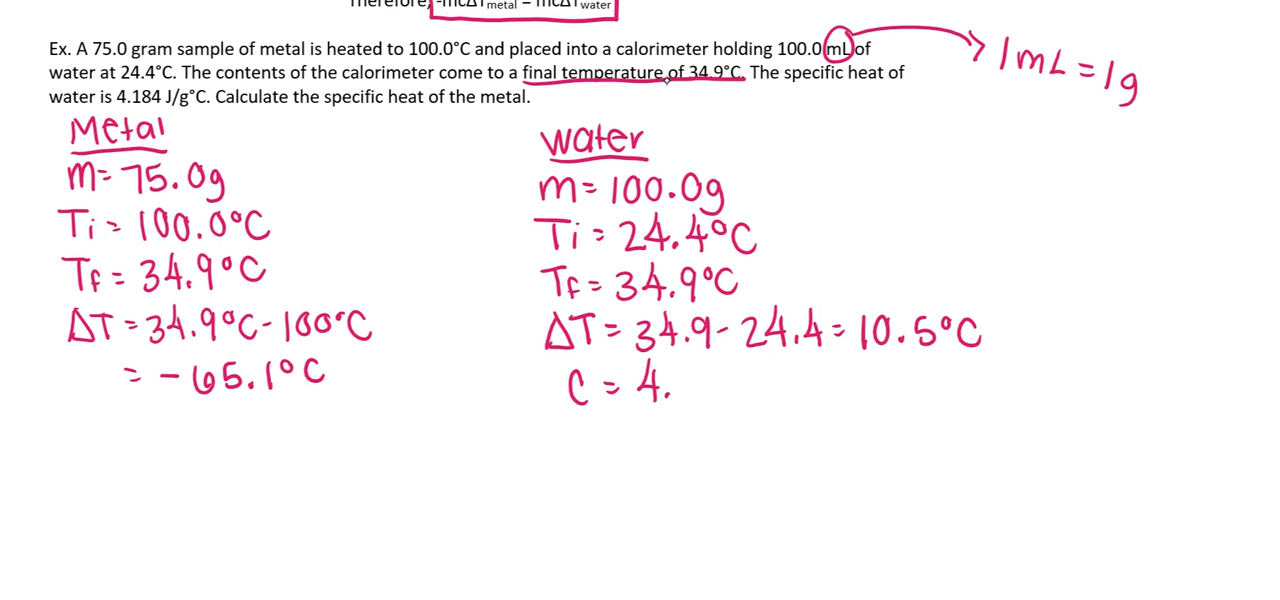 Therefore, -mcΔTmetal = mcΔTwater
Ex. A 75.0 gram sample of metal is heated to 100.0°C and placed into a calorimeter holding 100.0 mL of
water at 24.4°C. The contents of the calorimeter come to a final temperature of 34.9°C. The specific heat of
water is 4.184 J/g°C. Calculate the specific heat of the metal.
1mL = 1g
Metal
m = 75.0g
Ti = 100.0°C
Tf = 34.9°C
ΔT = 34.9°C - 100°C
= -65.1°C
Water
m = 100.0g
Ti = 24.4°C
Tf = 34.9°C
ΔT = 34.9 - 24.4 = 10.5°C
C = 4.